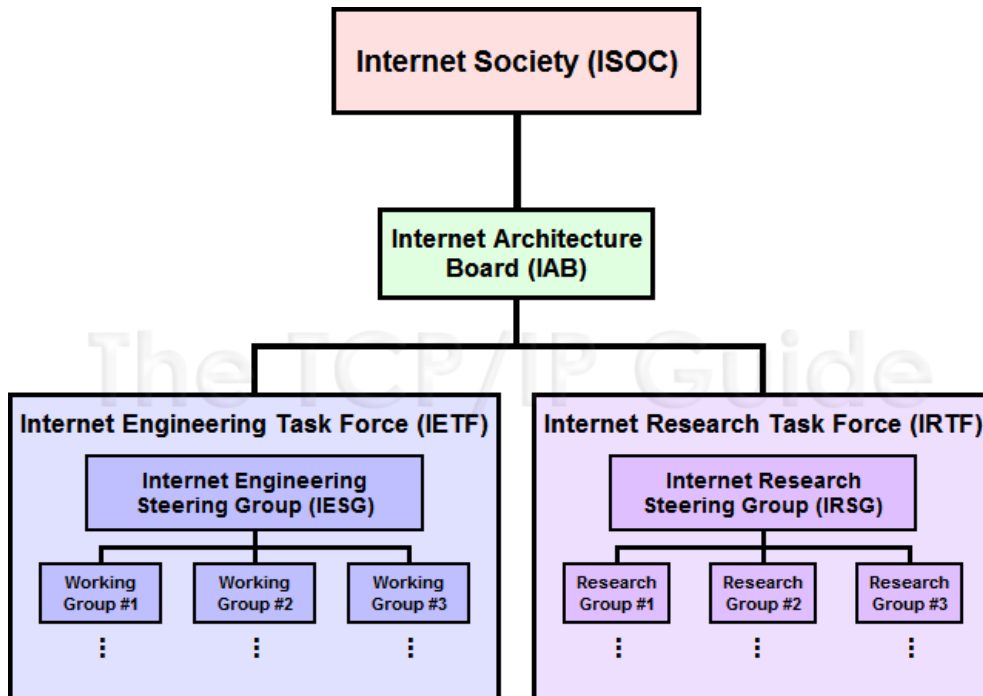 Internet Society (ISOC)
Internet Architecture
Board (IAB)
The TCP/IP Guide
Internet Engineering Task Force (IETF)
Internet Engineering
Steering Group (IESG)
Working
Group #1
Working
Group #2
Working
Group #3
Internet Research Task Force (IRTF)
Internet Research
Steering Group (IRSG)
Research
Group #1
Research
Group #2
Research
Group #3